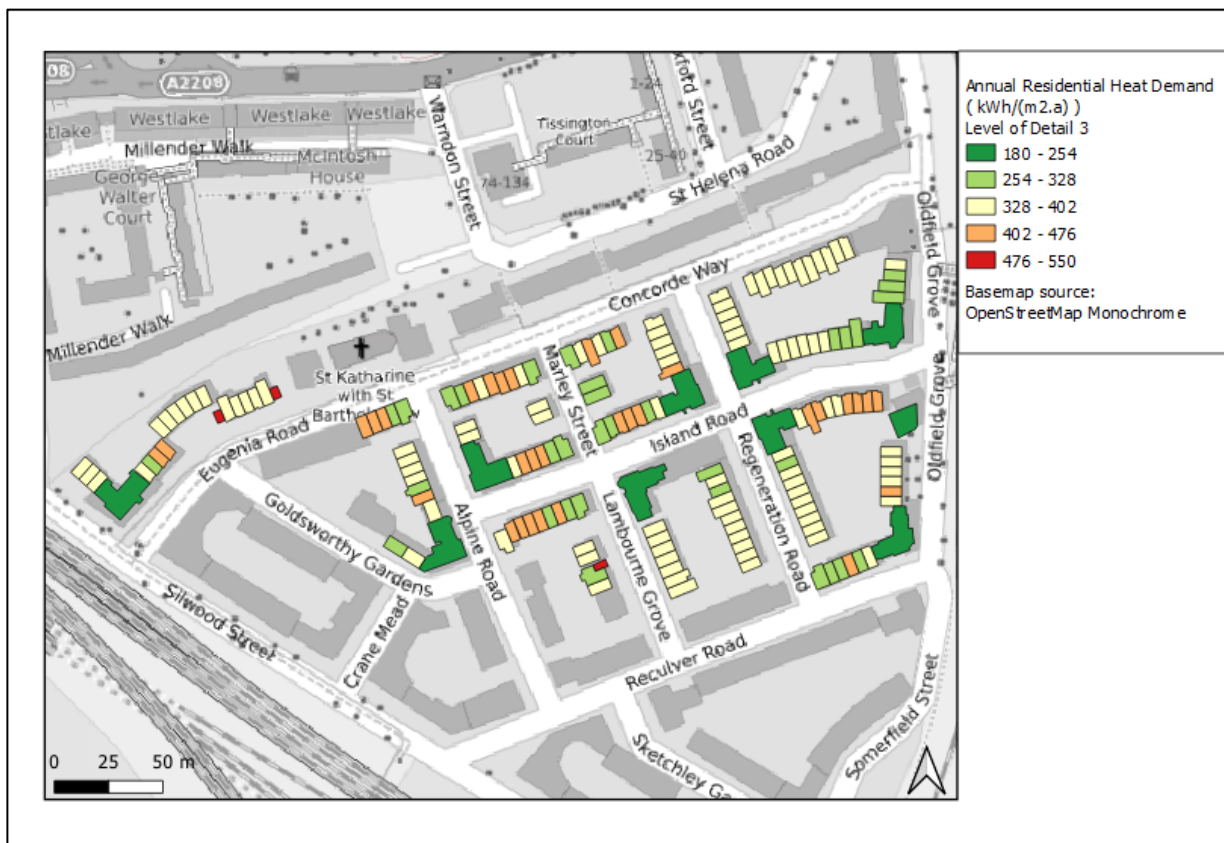 08
A2208
Westlake
Westlake
Westlake
Millender Walk
McIntosh
House
George
Walter
Court
Warndon Street
Tissington
Court
74-134
25-40
St Helena Road
Oldfield Grove
Concorde Way
Millender Walk
St Katharine
with St
Eugenia Road
Marley Street
Island Road
Regeneration Road
Oldfield Grove
Goldsworthy Gardens
Alpine Road
Lambourne Grove
Silwood Street
Crane Mead
Reculver Road
Somerfield Street
Sketchley Ga
0 25 50 m
Annual Residential Heat Demand
( kWh/(m2.a) )
Level of Detail 3
180 - 254
254 - 328
328 - 402
402 - 476
476 - 550
Basemap source:
OpenStreetMap Monochrome